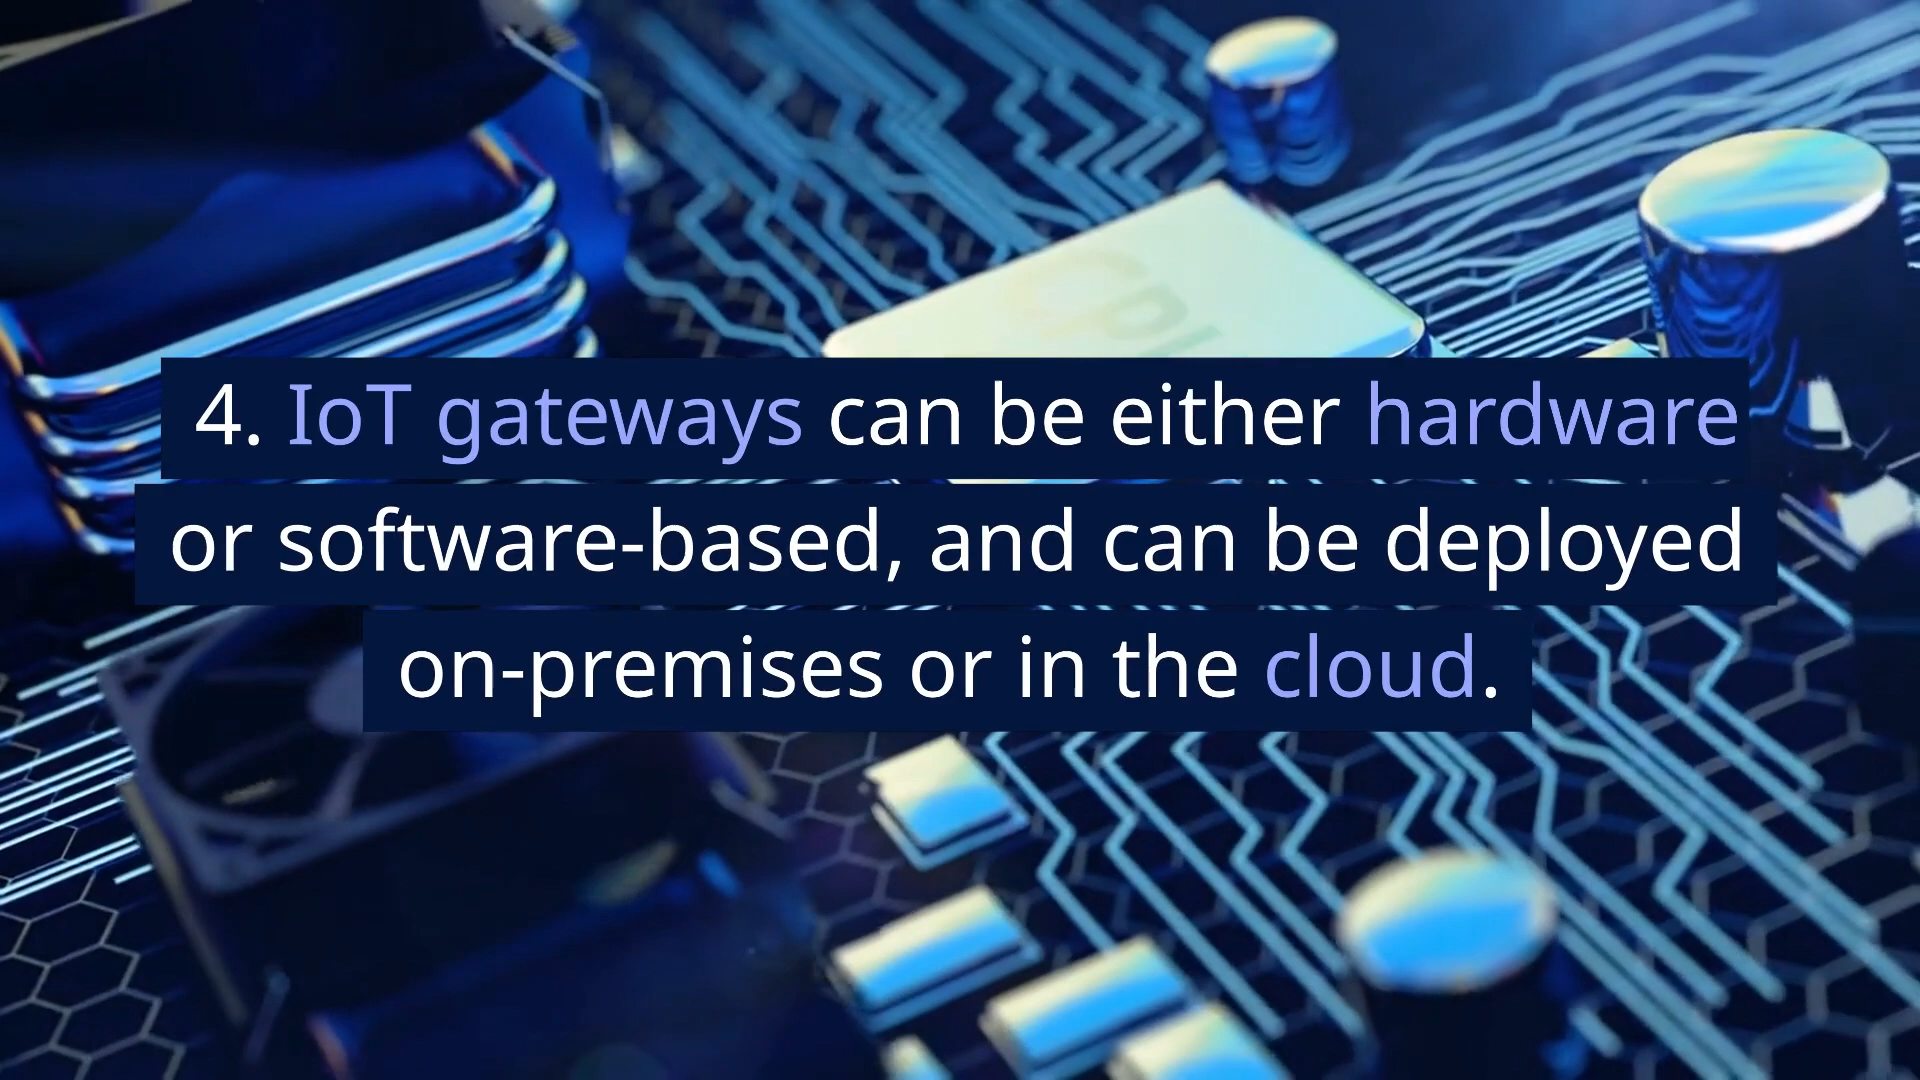 4. IoT gateways can be either hardware
or software-based, and can be deployed
on-premises or in the cloud.